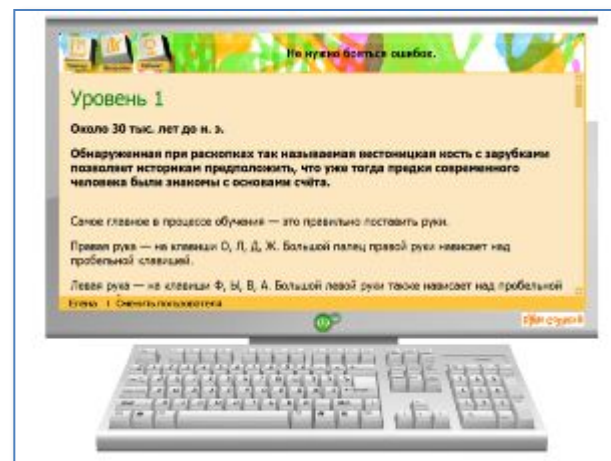 Не нужно бояться ошибок.
Уровень 1
Около 30 тыс. лет до н. э.
Обнаруженная при раскопках так называемая вестоницкая кость с зарубками
позволяет историкам предположить, что уже тогда предки современного
человека были знакомы с основами счёта.
Самое главное в процессе обучения — это правильно поставить руки.
Правая рука — на клавиши О, Л, Д, Ж. Большой палец правой руки нависает над
пробельной клавишей.
Левая рука — на клавиши Ф, Ы, В, А. Большой левой руки также нависает над пробельной
Елена | Сменить пользователя